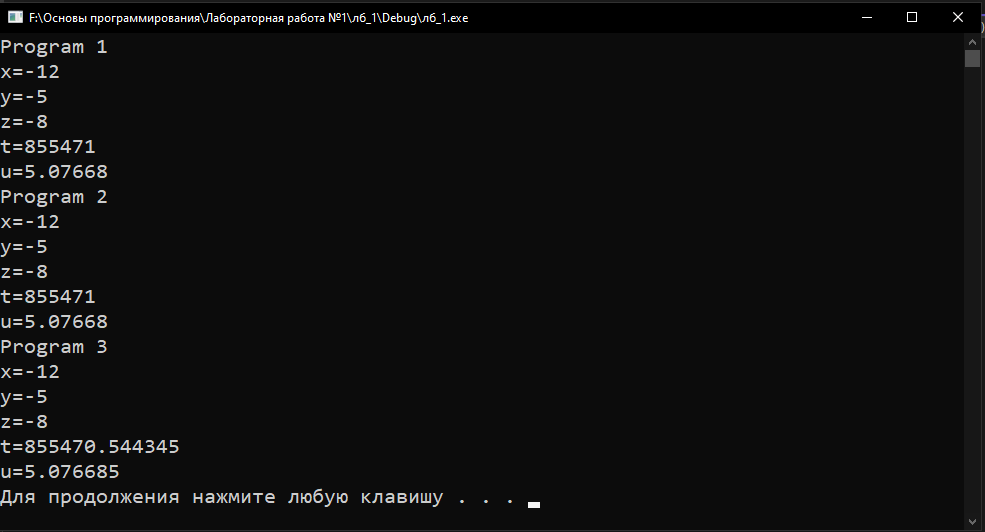 F:\Основы программирования\Лабораторная работа №1\лб_1\Debug\лб_1.exe
Program 1
x=-12
y=-5
z=-8
t=855471
u=5.07668
Program 2
x=-12
y=-5
z=-8
t=855471
u=5.07668
Program 3
x=-12
y=-5
z=-8
t=855470.544345
u=5.076685
Для продолжения нажмите любую клавишу . . .